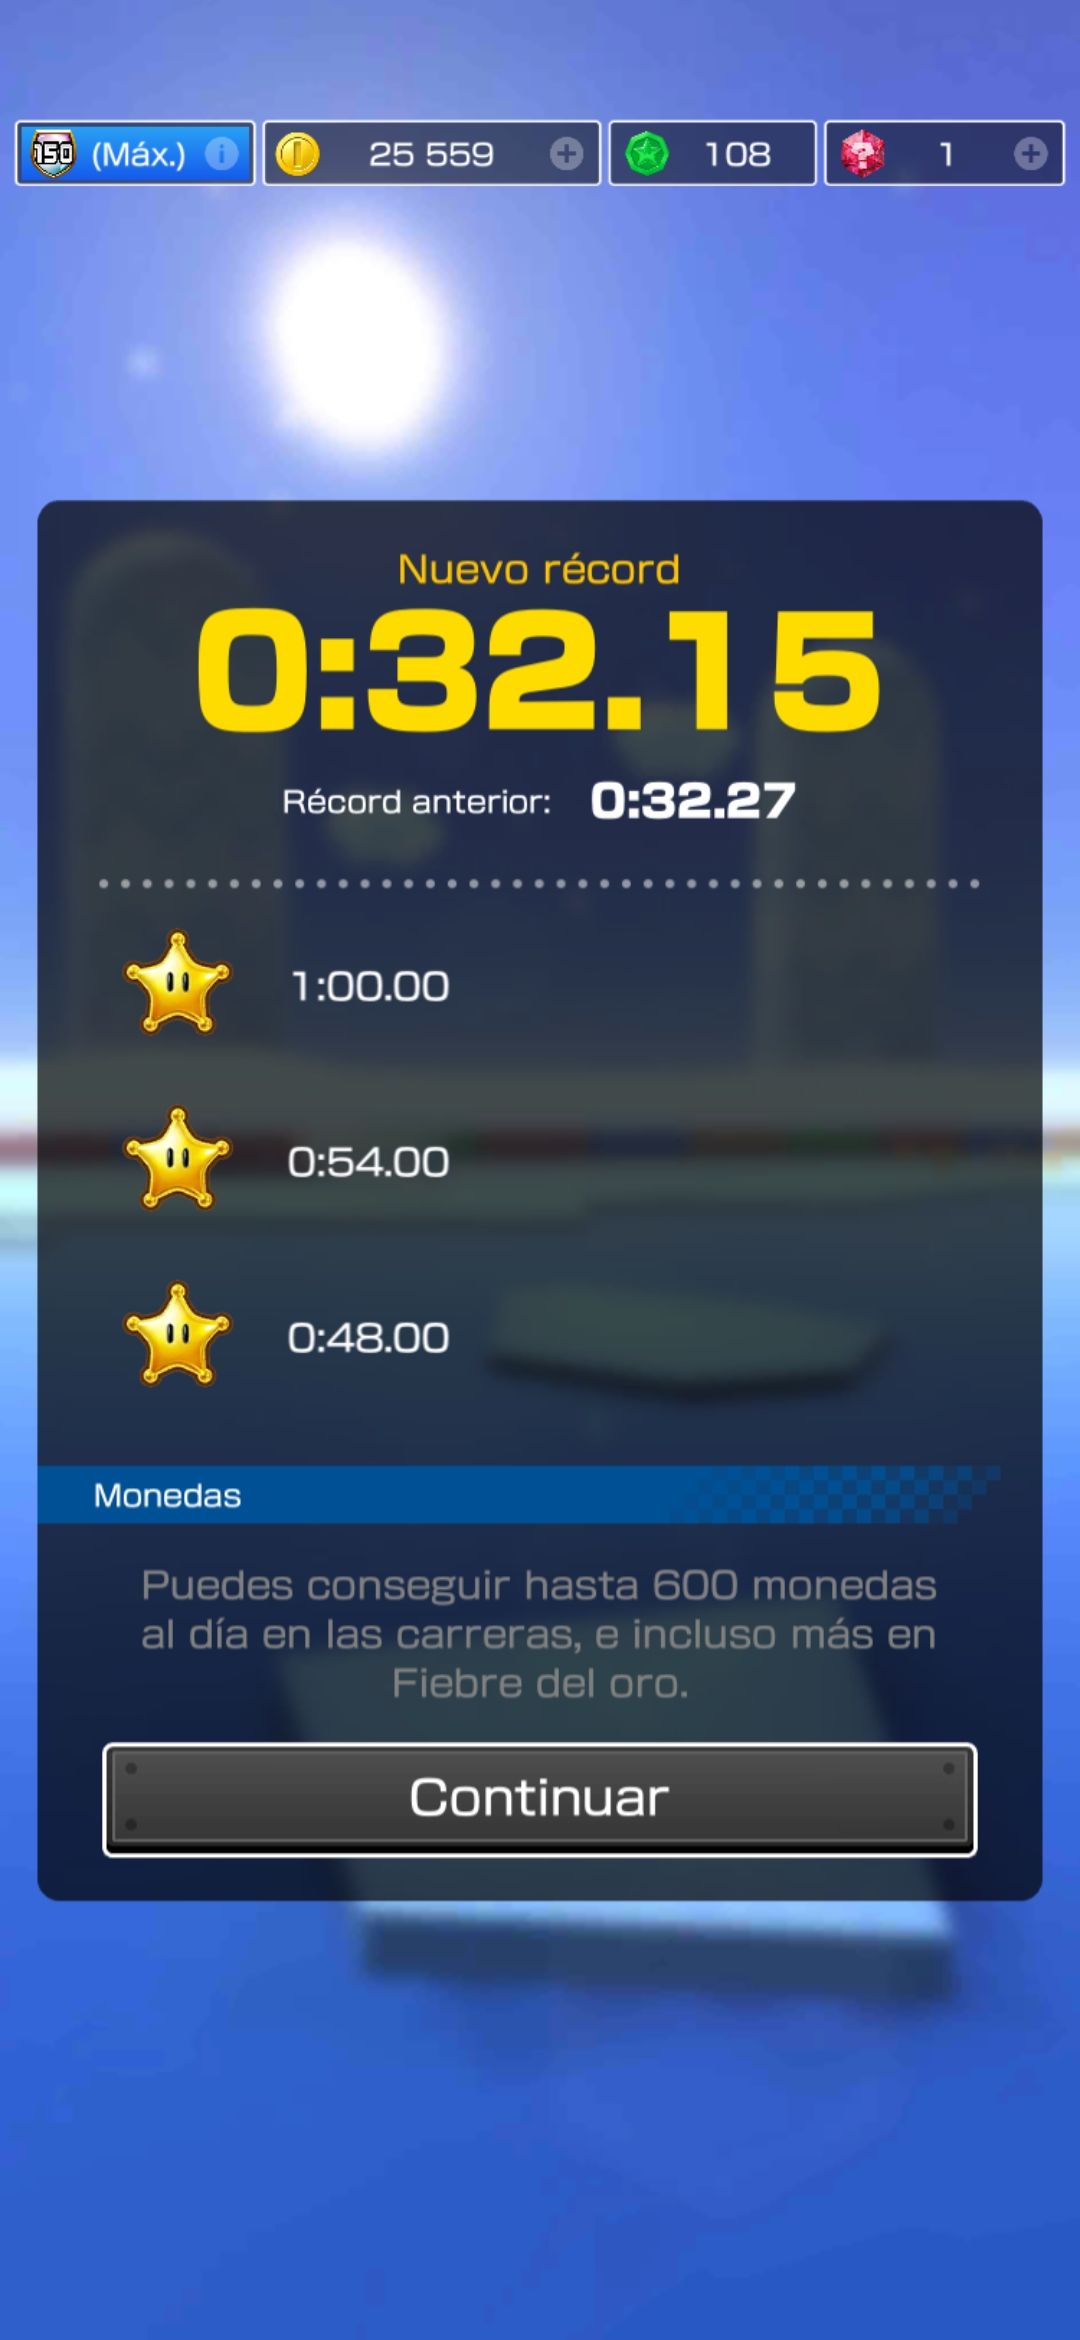 150 (Máx.) i 25 559 + 108 ? 1 +
Nuevo récord
0:32.15
Récord anterior: 0:32.27
1:00.00
0:54.00
0:48.00
Monedas
Puedes conseguir hasta 600 monedas
al día en las carreras, e incluso más en
Fiebre del oro.
Continuar